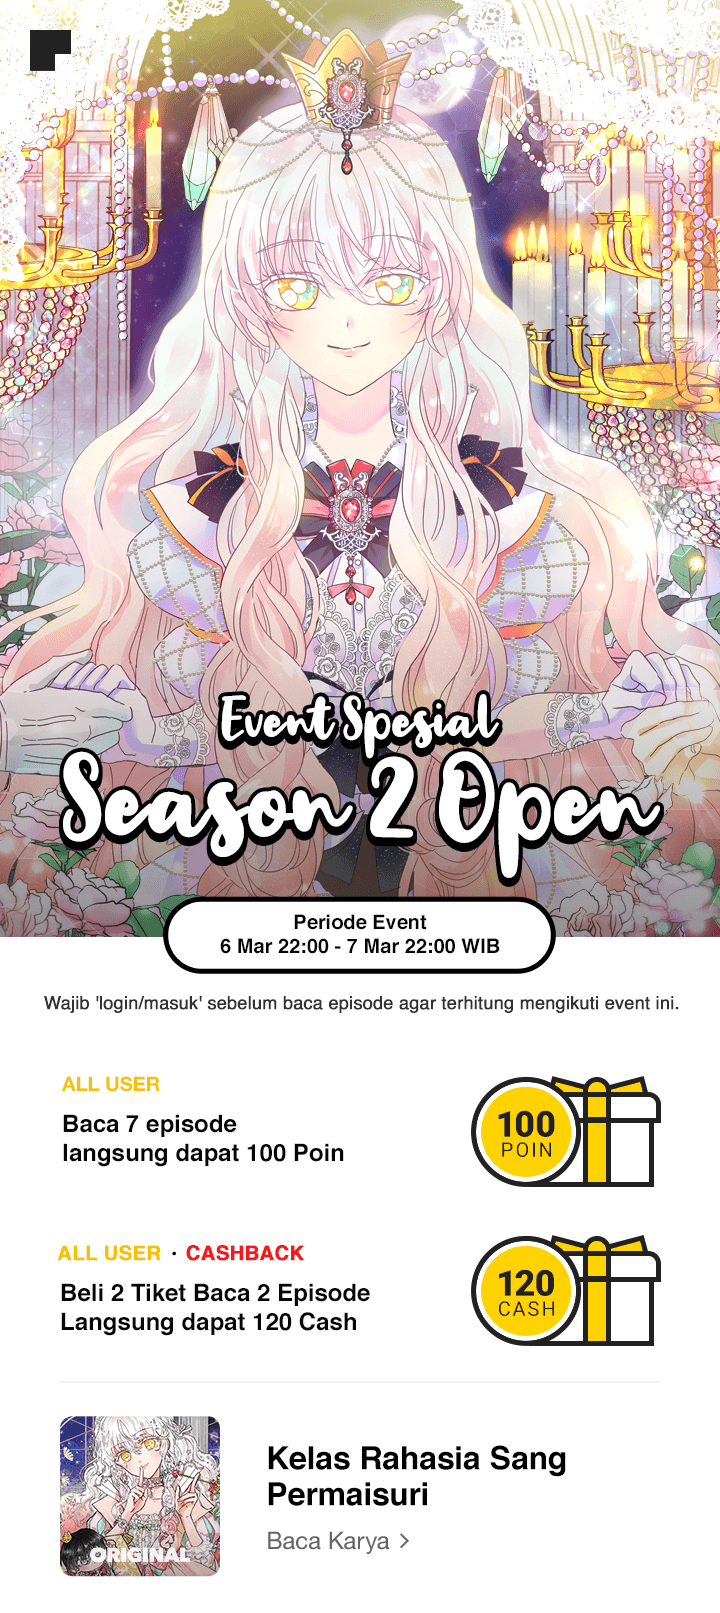 Event Spesial
Season 2 Open
Periode Event
6 Mar 22:00 - 7 Mar 22:00 WIB
Wajib 'login/masuk' sebelum baca episode agar terhitung mengikuti event ini.
ALL USER
Baca 7 episode
langsung dapat 100 Poin
100
POIN
ALL USER · CASHBACK
Beli 2 Tiket Baca 2 Episode
Langsung dapat 120 Cash
120
CASH
Kelas Rahasia Sang
Permaisuri
Baca Karya >
ORIGINAL